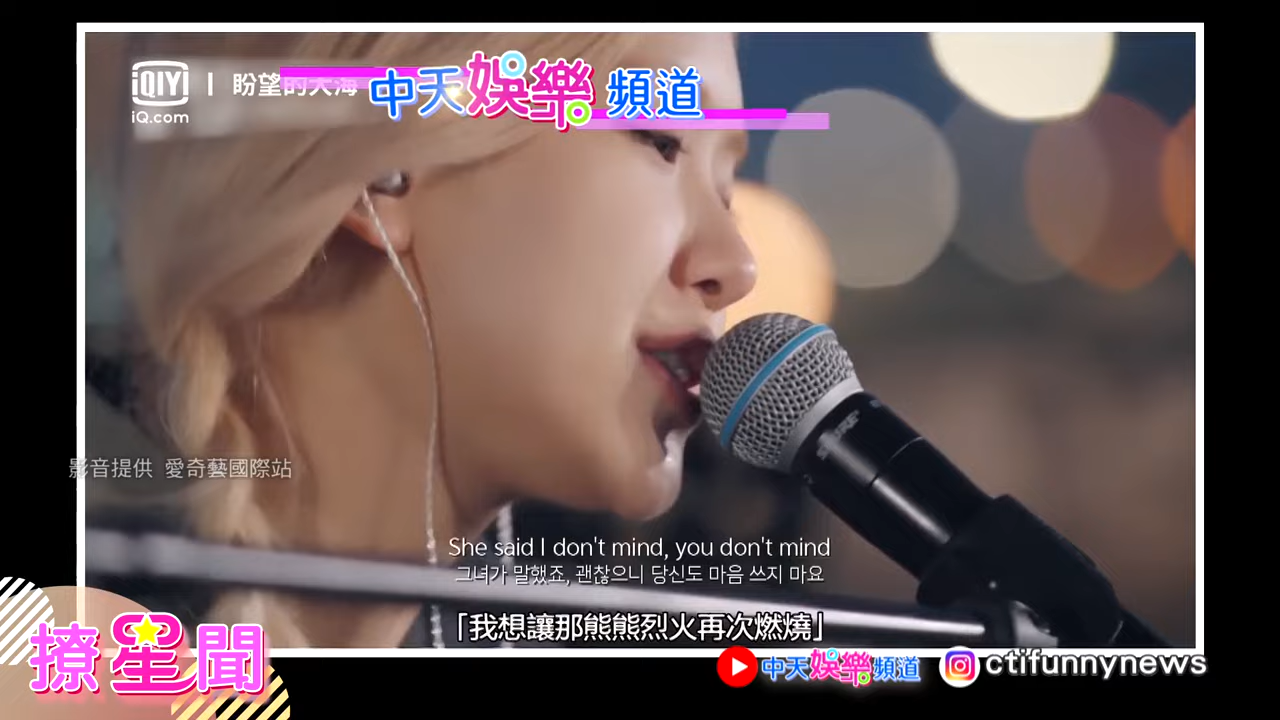 iQIYI | 盼望的大海
iQ.com
中天娛樂頻道
影音提供 愛奇藝國際站
She said I don't mind, you don't mind
그녀가 말했죠, 괜찮으니 당신도 마음 쓰지 마요
「我想讓那熊熊烈火再次燃燒」
撩星聞
中天娛樂頻道 ctifunnynews